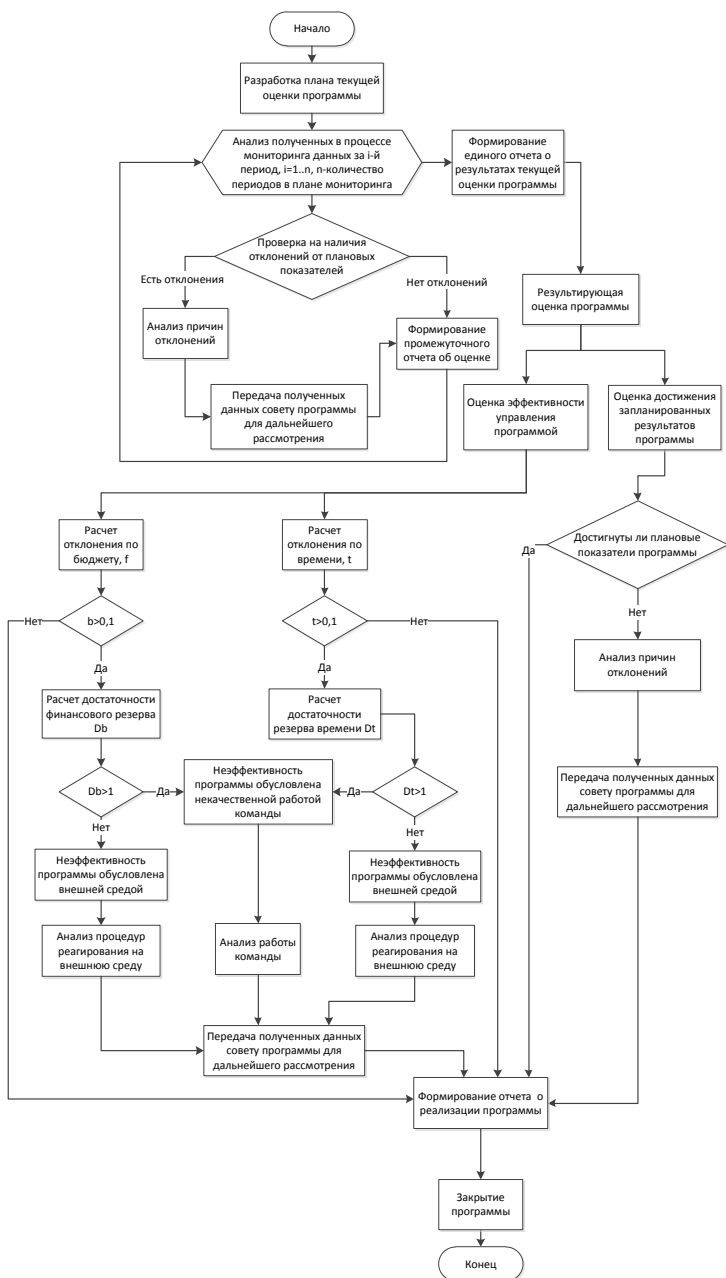 Начало
Разработка плана текущей
оценки программы
Анализ полученных в процессе
мониторинга данных за i-й
период, i=1..n, n-количество
периодов в плане мониторинга
Формирование
единого отчета о
результатах текущей
оценки программы
Проверка на наличия
отклонений от плановых
показателей
Есть отклонения
Нет отклонений
Результирующая
оценка программы
Анализ причин
отклонений
Формирование
промежуточного
отчета об оценке
Передача полученных
данных совету программы
для дальнейшего
рассмотрения
Оценка эффективности
управления
программой
Оценка достижения
запланированных
результатов
программы
Расчет
отклонения по
бюджету, f
Расчет
отклонения по
времени, t
Достигнуты ли плановые
показатели программы
Да
Нет
b>0,1
t>0,1
Нет
Нет
Да
Да
Анализ причин
отклонений
Расчет достаточности
финансового резерва
Db
Расчет
достаточности
резерва времени Dt
Неэффективность
программы обусловлена
некачественной работой
команды
Передача полученных данных
совету программы для
дальнейшего рассмотрения
Db>1
Да
Да
Dt>1
Нет
Нет
Неэффективность
программы обусловлена
внешней средой
Неэффективность
программы обусловлена
внешней средой
Анализ процедур
реагирования на
внешнюю среду
Анализ работы
команды
Анализ процедур
реагирования на
внешнюю среду
Передача полученных данных
совету программы для
дальнейшего рассмотрения
Формирование отчета о
реализации программы
Закрытие
программы
Конец